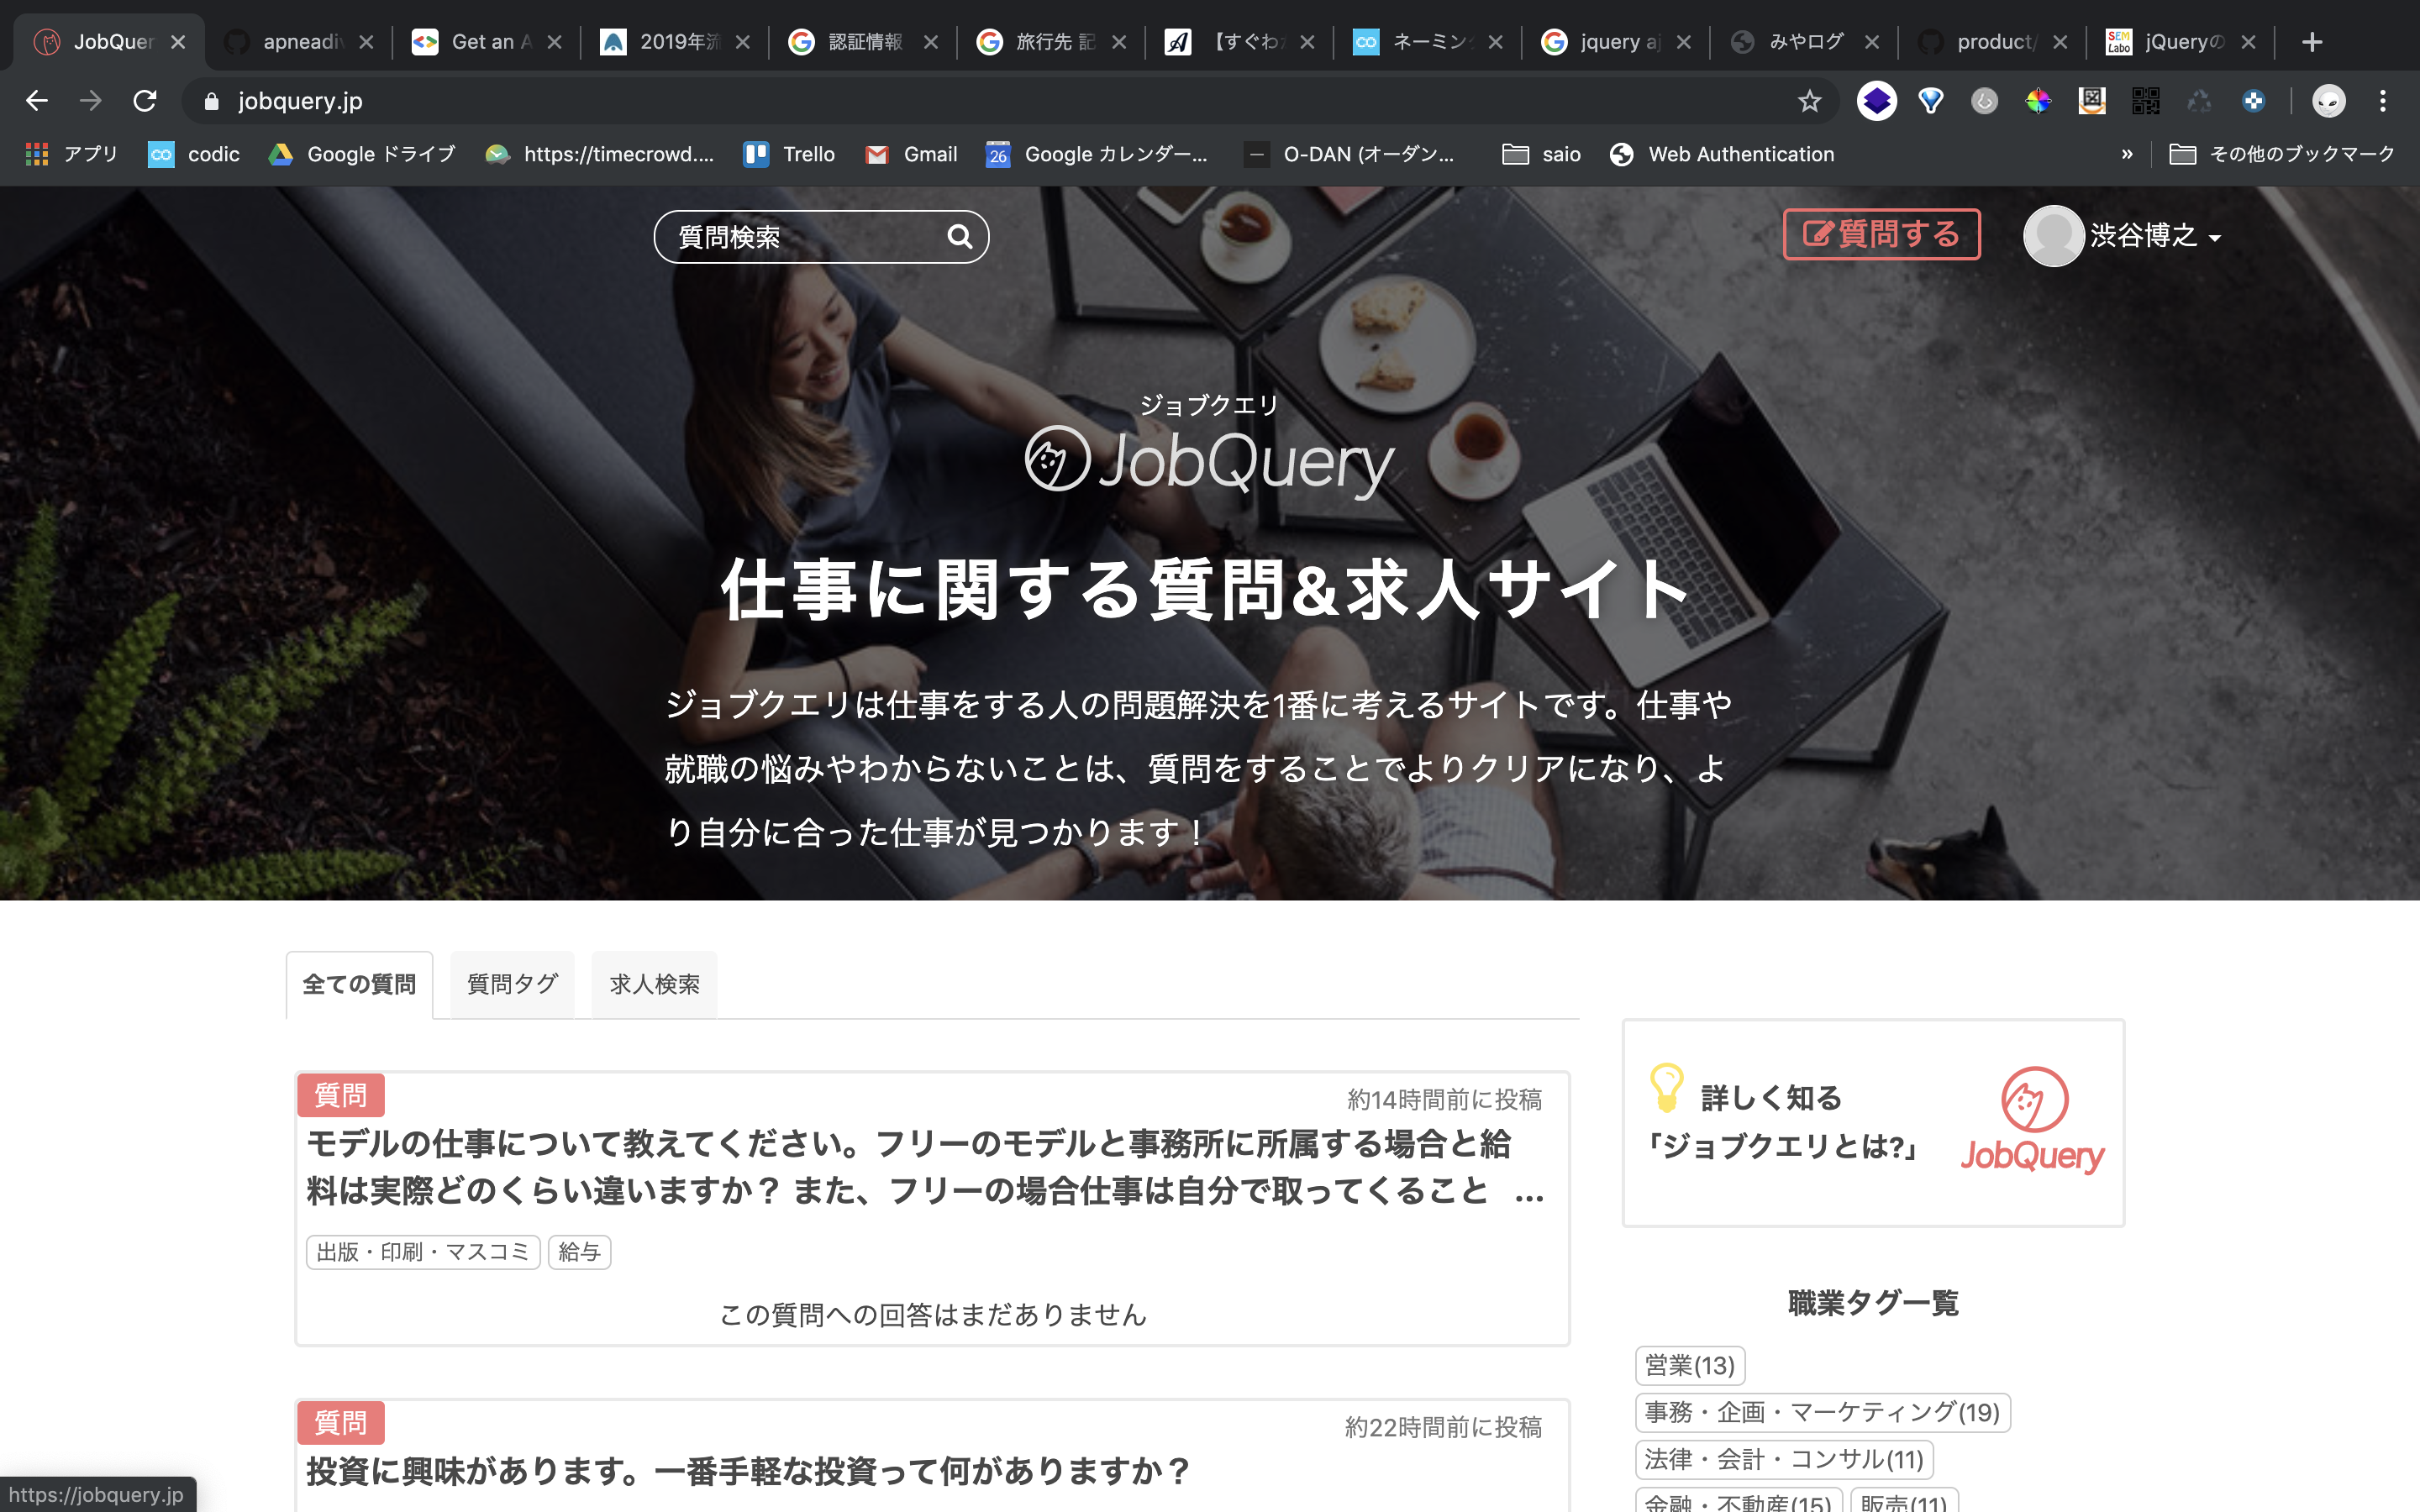 JobQuer
apneadiv
Get an A
2019年流
認証情報
旅行先 記
【すぐわか
ネーミング
jquery aj
みやログ
product/
jQueryの
jobquery.jp
アプリ
codic
Google ドライブ
https://timecrowd....
Trello
Gmail
26
Google カレンダー...
O-DAN (オーダン...
saio
Web Authentication
»
その他のブックマーク
質問検索
質問する
渋谷博之
ジョブクエリ
JobQuery
仕事に関する質問&求人サイト
ジョブクエリは仕事をする人の問題解決を1番に考えるサイトです。仕事や
就職の悩みやわからないことは、質問をすることでよりクリアになり、よ
り自分に合った仕事が見つかります！
全ての質問
質問タグ
求人検索
質問
約14時間前に投稿
モデルの仕事について教えてください。フリーのモデルと事務所に所属する場合と給
料は実際どのくらい違いますか？ また、フリーの場合仕事は自分で取ってくること ...
出版・印刷・マスコミ
給与
この質問への回答はまだありません
質問
約22時間前に投稿
投資に興味があります。一番手軽な投資って何がありますか？
詳しく知る
「ジョブクエリとは?」
JobQuery
職業タグ一覧
営業(13)
事務・企画・マーケティング(19)
法律・会計・コンサル(11)
金融・不動産(15)
販売(11)
https://jobquery.jp